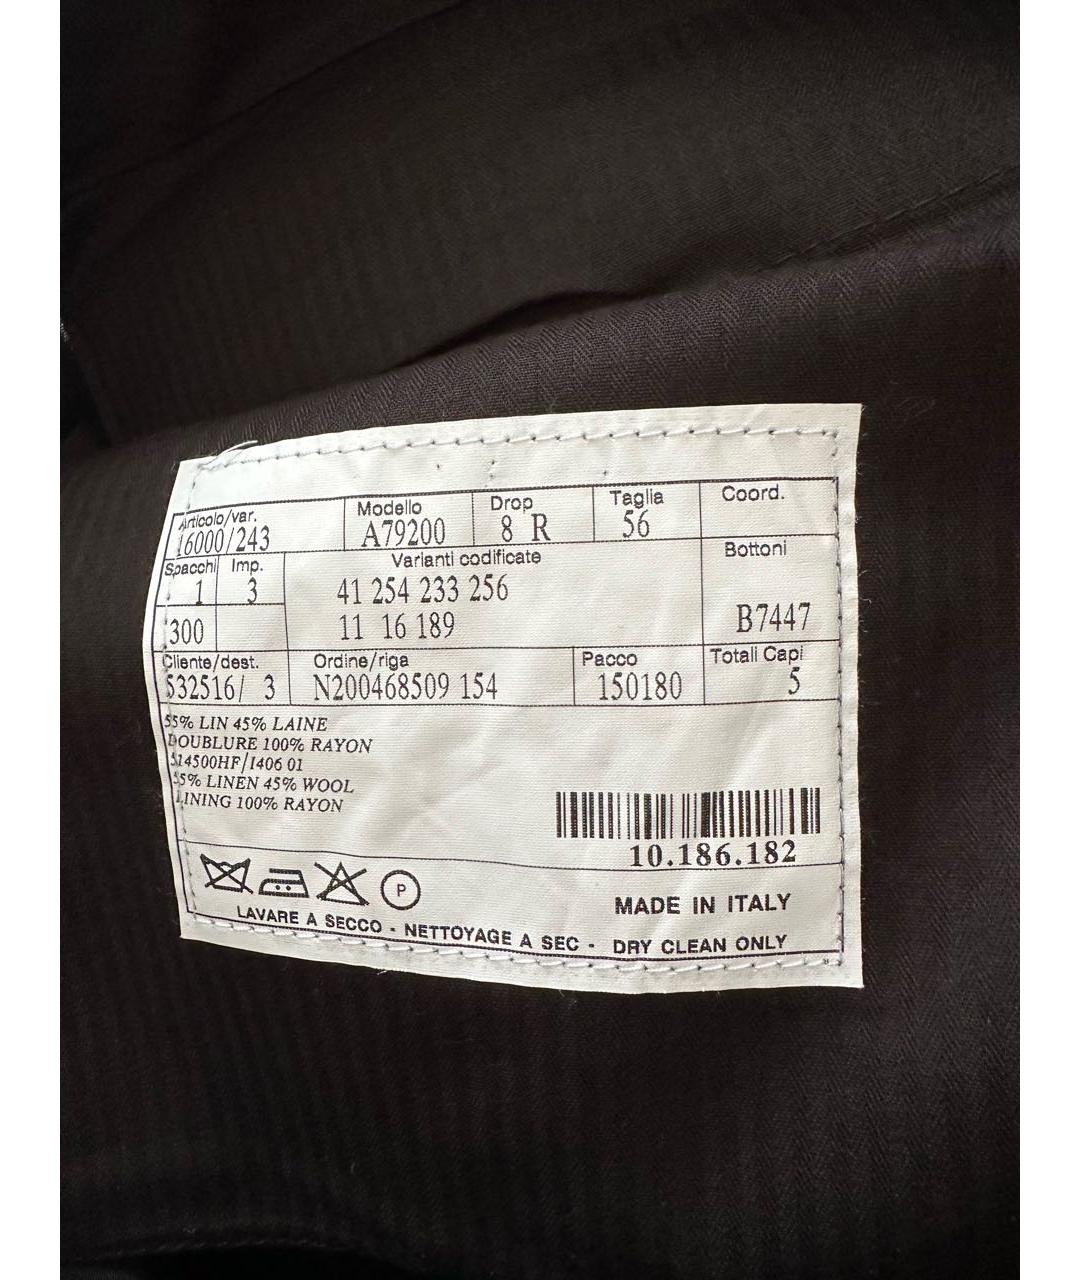 Articolo/var. Modello Drop Taglia Coord.
16000/243 A79200 8 R 56
Spacchi Imp. Varianti codificate Bottoni
1 3 41 254 233 256
300 11 16 189 B7447
Cliente/dest. Ordine/riga Pacco Totali Capi
532516/ 3 N200468509 154 150180 5
55% LIN 45% LAINE
DOUBLURE 100% RAYON
514500HF/I406 01
55% LINEN 45% WOOL
LINING 100% RAYON
10.186.182
P
MADE IN ITALY
LAVARE A SECCO - NETTOYAGE A SEC - DRY CLEAN ONLY